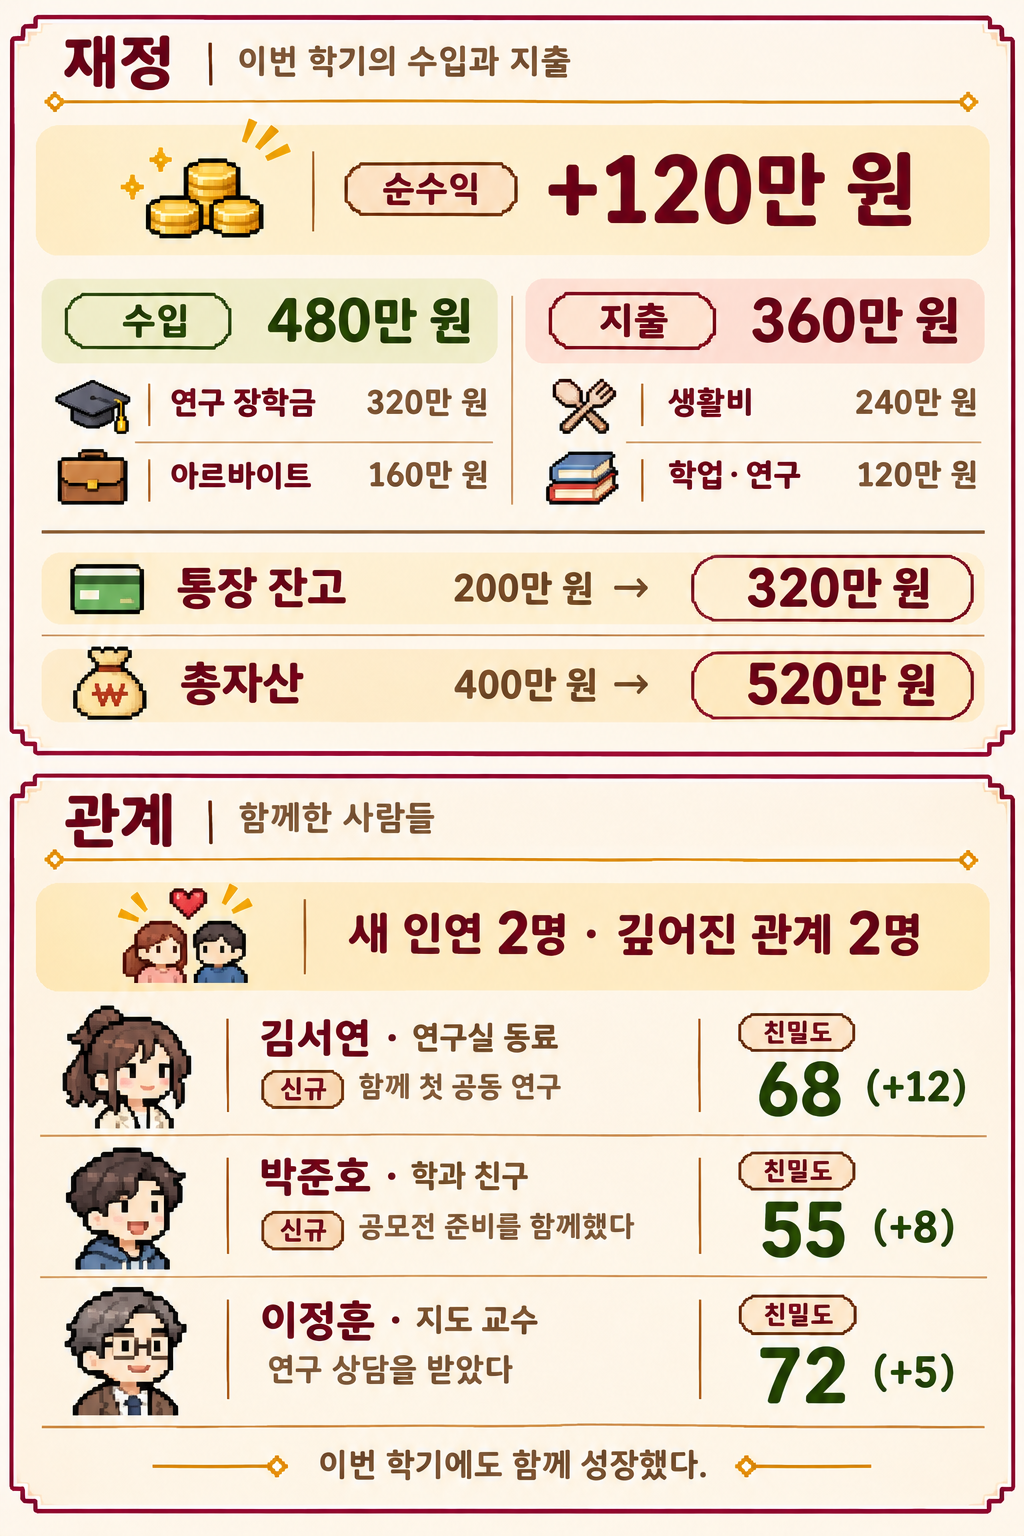 재정 | 이번 학기의 수입과 지출
순수익 +120만 원
수입 480만 원
연구 장학금 320만 원
아르바이트 160만 원
지출 360만 원
생활비 240만 원
학업 · 연구 120만 원
통장 잔고 200만 원 → 320만 원
₩
총자산 400만 원 → 520만 원
관계 | 함께한 사람들
새 인연 2명 · 깊어진 관계 2명
김서연 · 연구실 동료
신규 함께 첫 공동 연구
친밀도
68 (+12)
박준호 · 학과 친구
신규 공모전 준비를 함께했다
친밀도
55 (+8)
이정훈 · 지도 교수
연구 상담을 받았다
친밀도
72 (+5)
이번 학기에도 함께 성장했다.